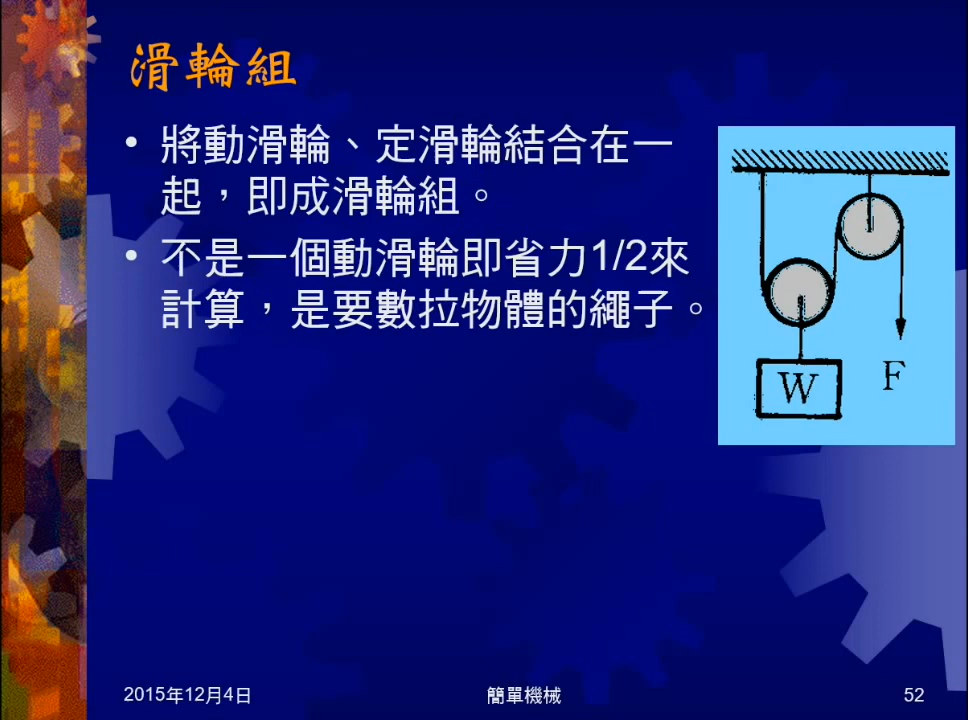 滑輪組
• 將動滑輪、定滑輪結合在一
起，即成滑輪組。
• 不是一個動滑輪即省力1/2來
計算，是要數拉物體的繩子。
W
F
2015年12月4日
簡單機械
52